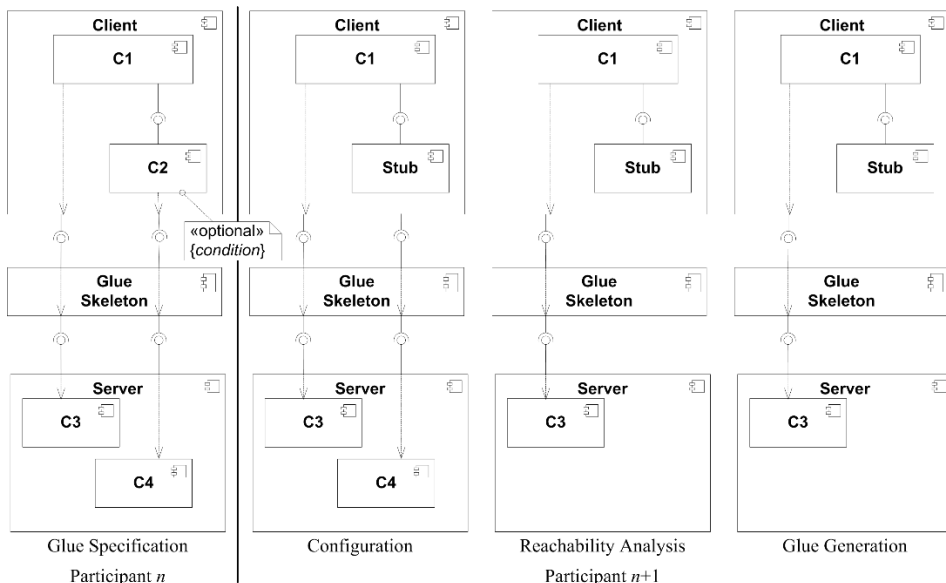 Client
C1
C2
«optional»
{condition}
Glue
Skeleton
Server
C3
C4
Glue Specification
Participant n
Client
C1
Stub
Glue
Skeleton
Server
C3
C4
Configuration
Client
C1
Stub
Glue
Skeleton
Server
C3
Reachability Analysis
Participant n+1
Client
C1
Stub
Glue
Skeleton
Server
C3
Glue Generation